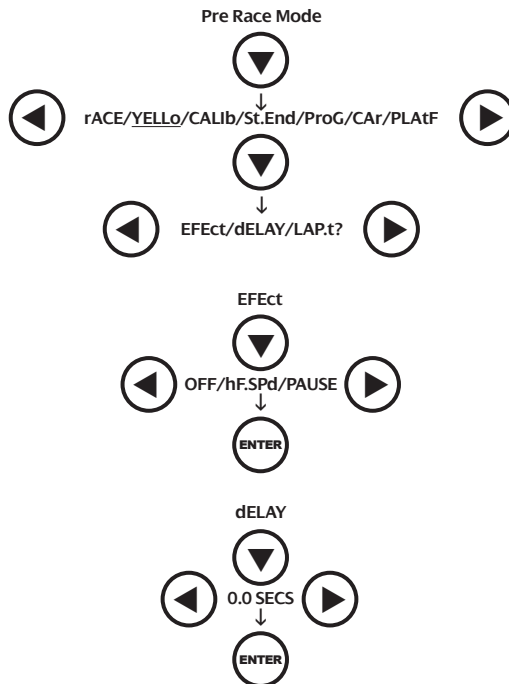 Pre Race Mode
rACE/YELLo/CALIb/St.End/ProG/CAr/PLAtF
EFEct/dELAY/LAP.t?
EFEct
OFF/hF.SPd/PAUSE
ENTER
dELAY
0.0 SECS
ENTER